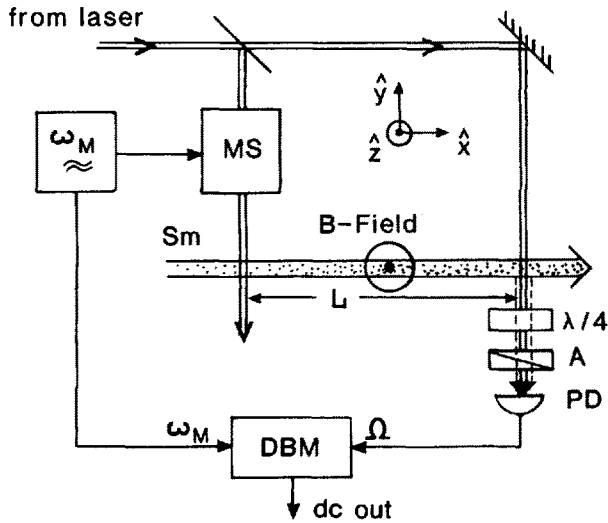 from laser
ŷ
ẑ
x̂
ω_M
≈
MS
B-Field
Sm
L
λ/4
A
PD
ω_M
Ω
DBM
dc out